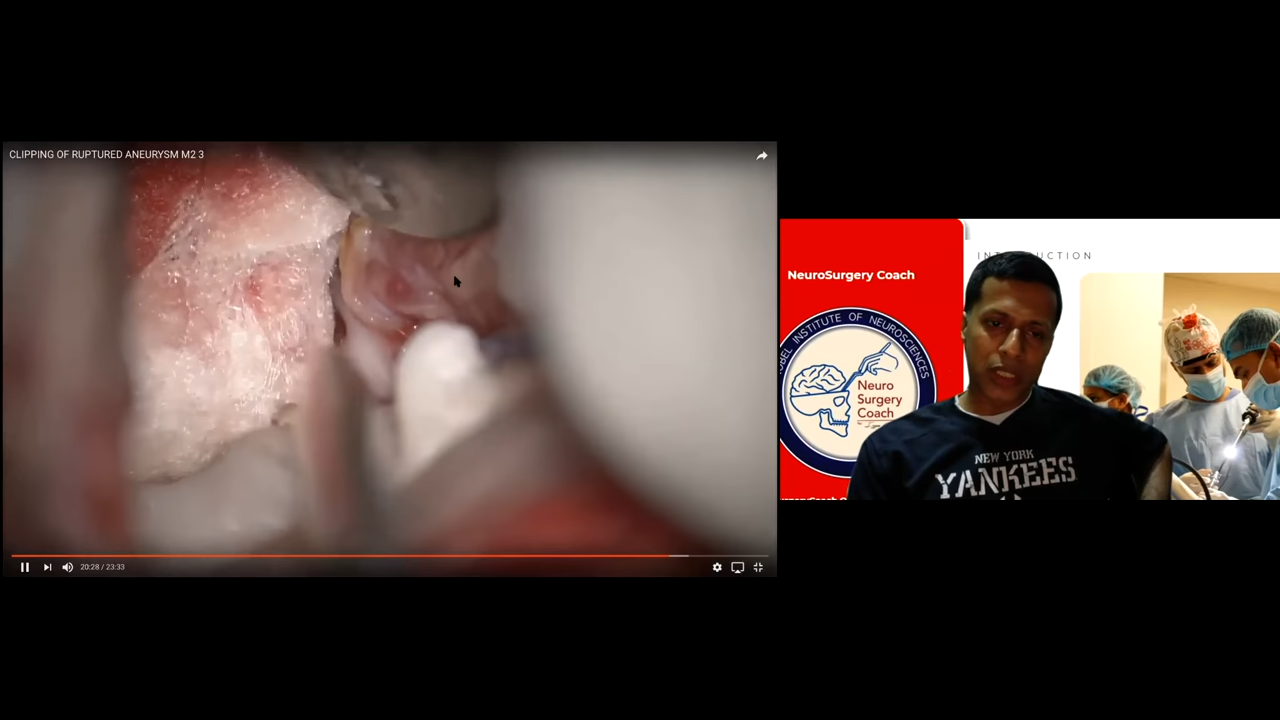 CLIPPING OF RUPTURED ANEURYSM M2 3
20:28 / 23:33
NeuroSurgery Coach
INSTITUTE OF NEUROSCIENCES
Neuro
Surgery
Coach
NEW YORK
YANKEES